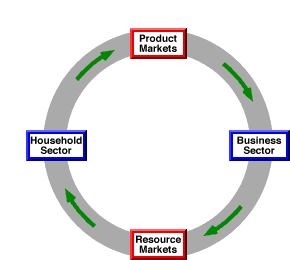 Product
Markets
Household
Sector
Business
Sector
Resource
Markets